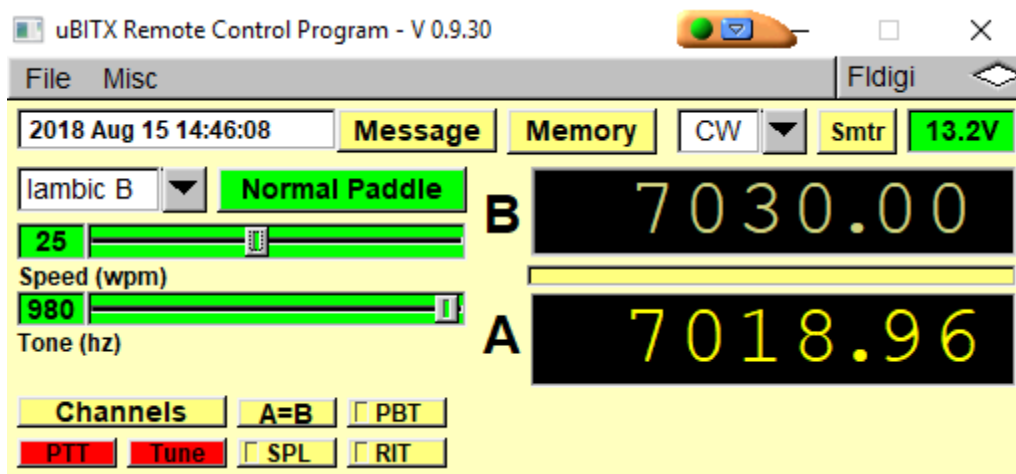 uBITX Remote Control Program - V 0.9.30
File Misc Fldigi
2018 Aug 15 14:46:08 Message Memory CW Smtr 13.2V
Iambic B Normal Paddle
B 7030.00
25
Speed (wpm)
980
Tone (hz)
A 7018.96
Channels A=B PBT
PTT Tune SPL RIT